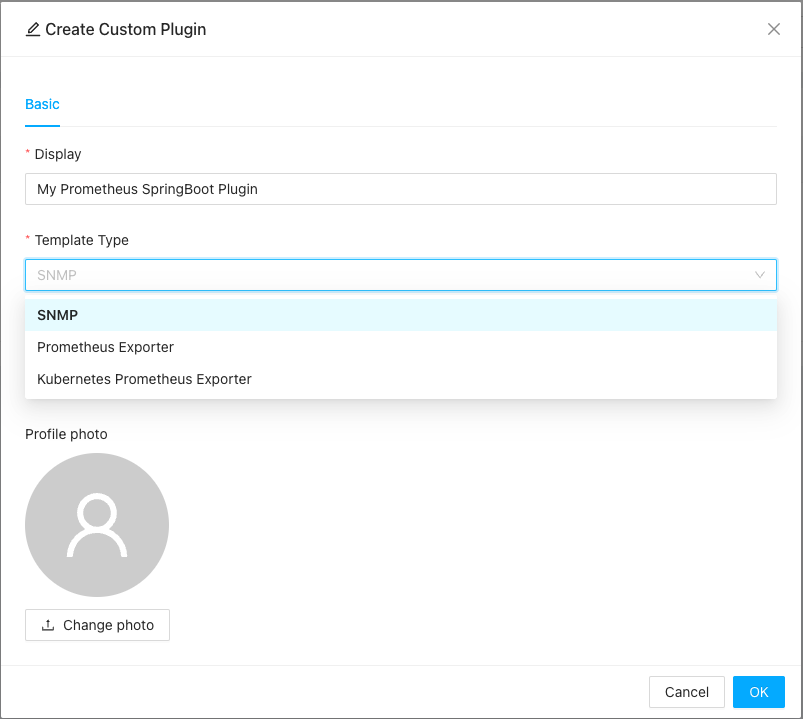 Create Custom Plugin
Basic
* Display
My Prometheus SpringBoot Plugin
* Template Type
SNMP
SNMP
Prometheus Exporter
Kubernetes Prometheus Exporter
Profile photo
Change photo
Cancel OK